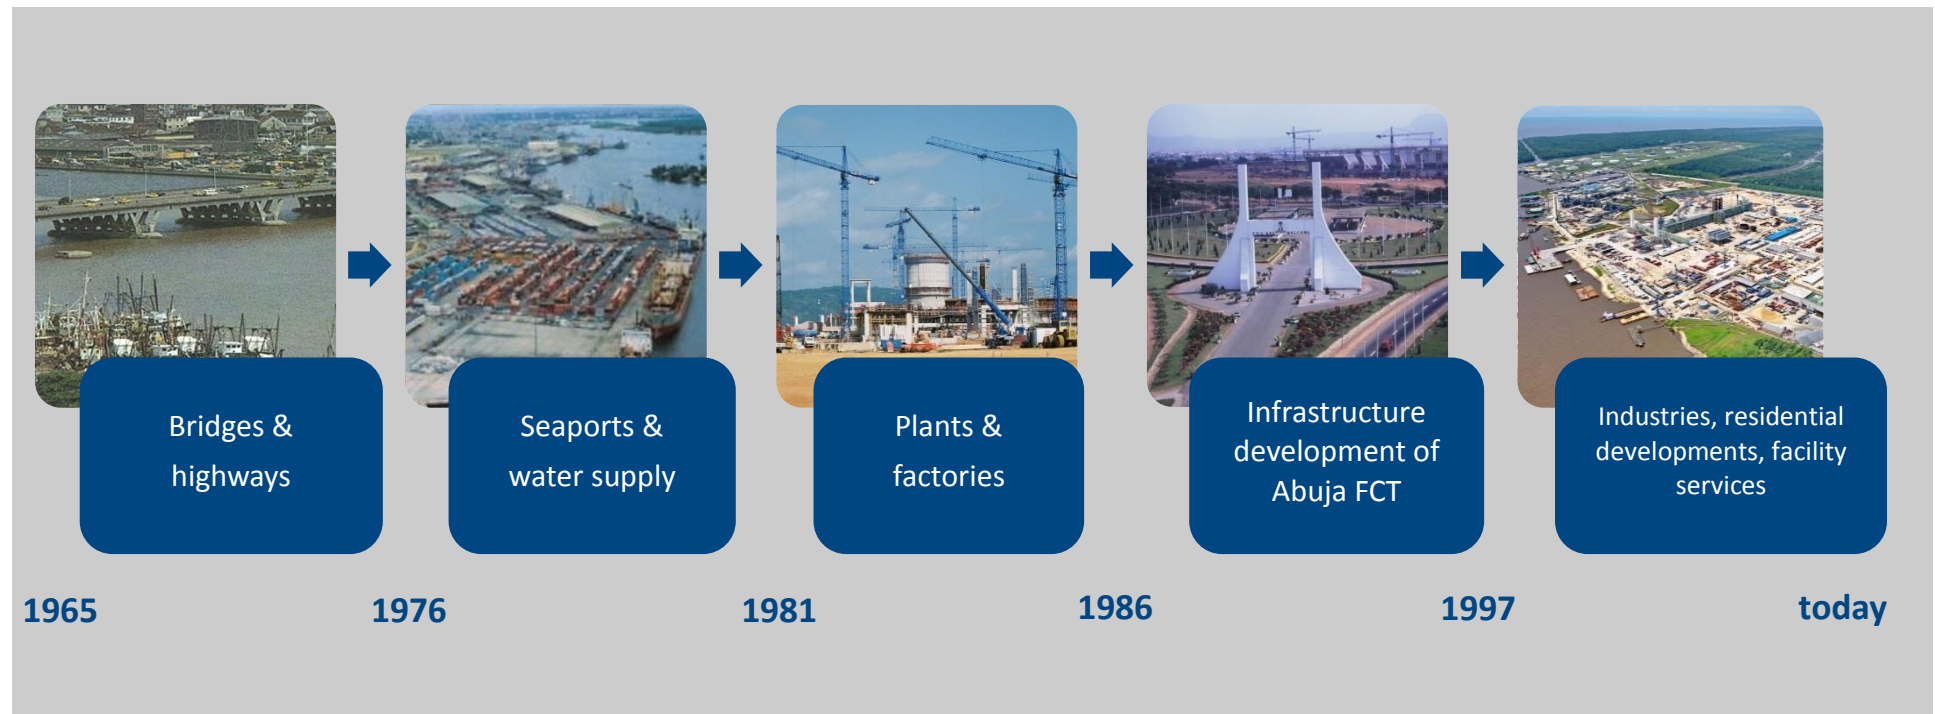 Bridges &
highways
Seaports &
water supply
Plants &
factories
Infrastructure
development of
Abuja FCT
Industries, residential
developments, facility
services
1965
1976
1981
1986
1997
today